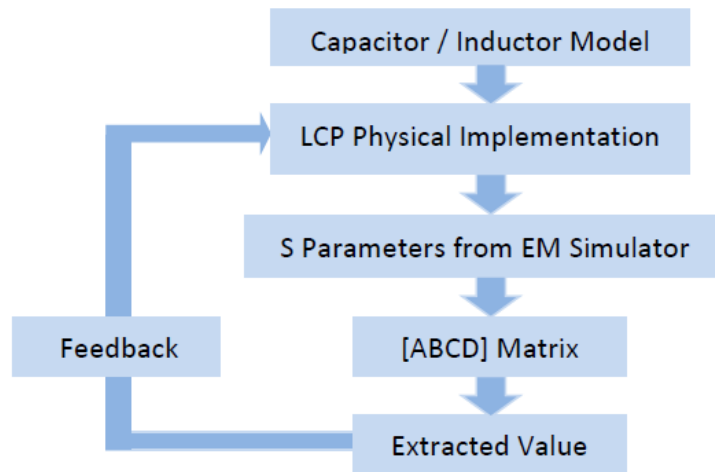 Capacitor / Inductor Model
LCP Physical Implementation
S Parameters from EM Simulator
Feedback
[ABCD] Matrix
Extracted Value